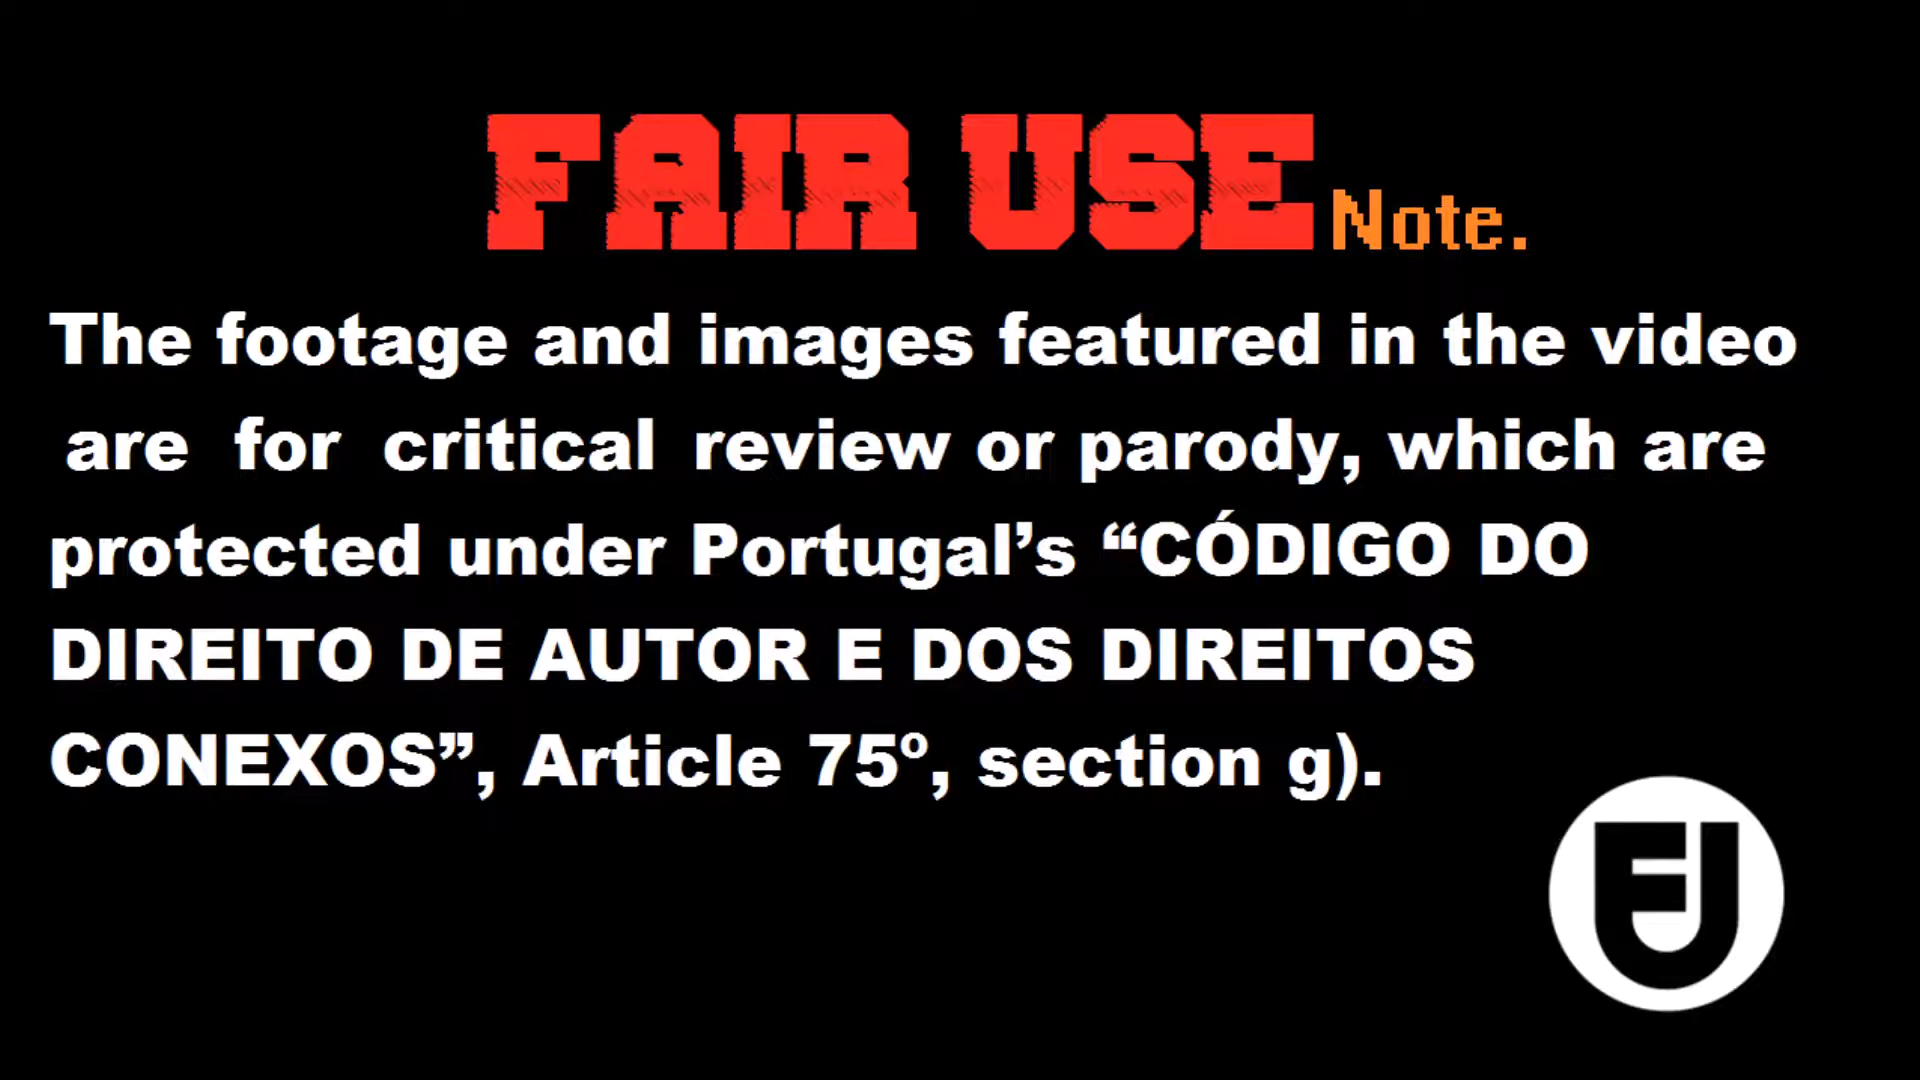 FAIR USE Note.
The footage and images featured in the video
are for critical review or parody, which are
protected under Portugal’s “CÓDIGO DO
DIREITO DE AUTOR E DOS DIREITOS
CONEXOS”, Article 75º, section g).
FU